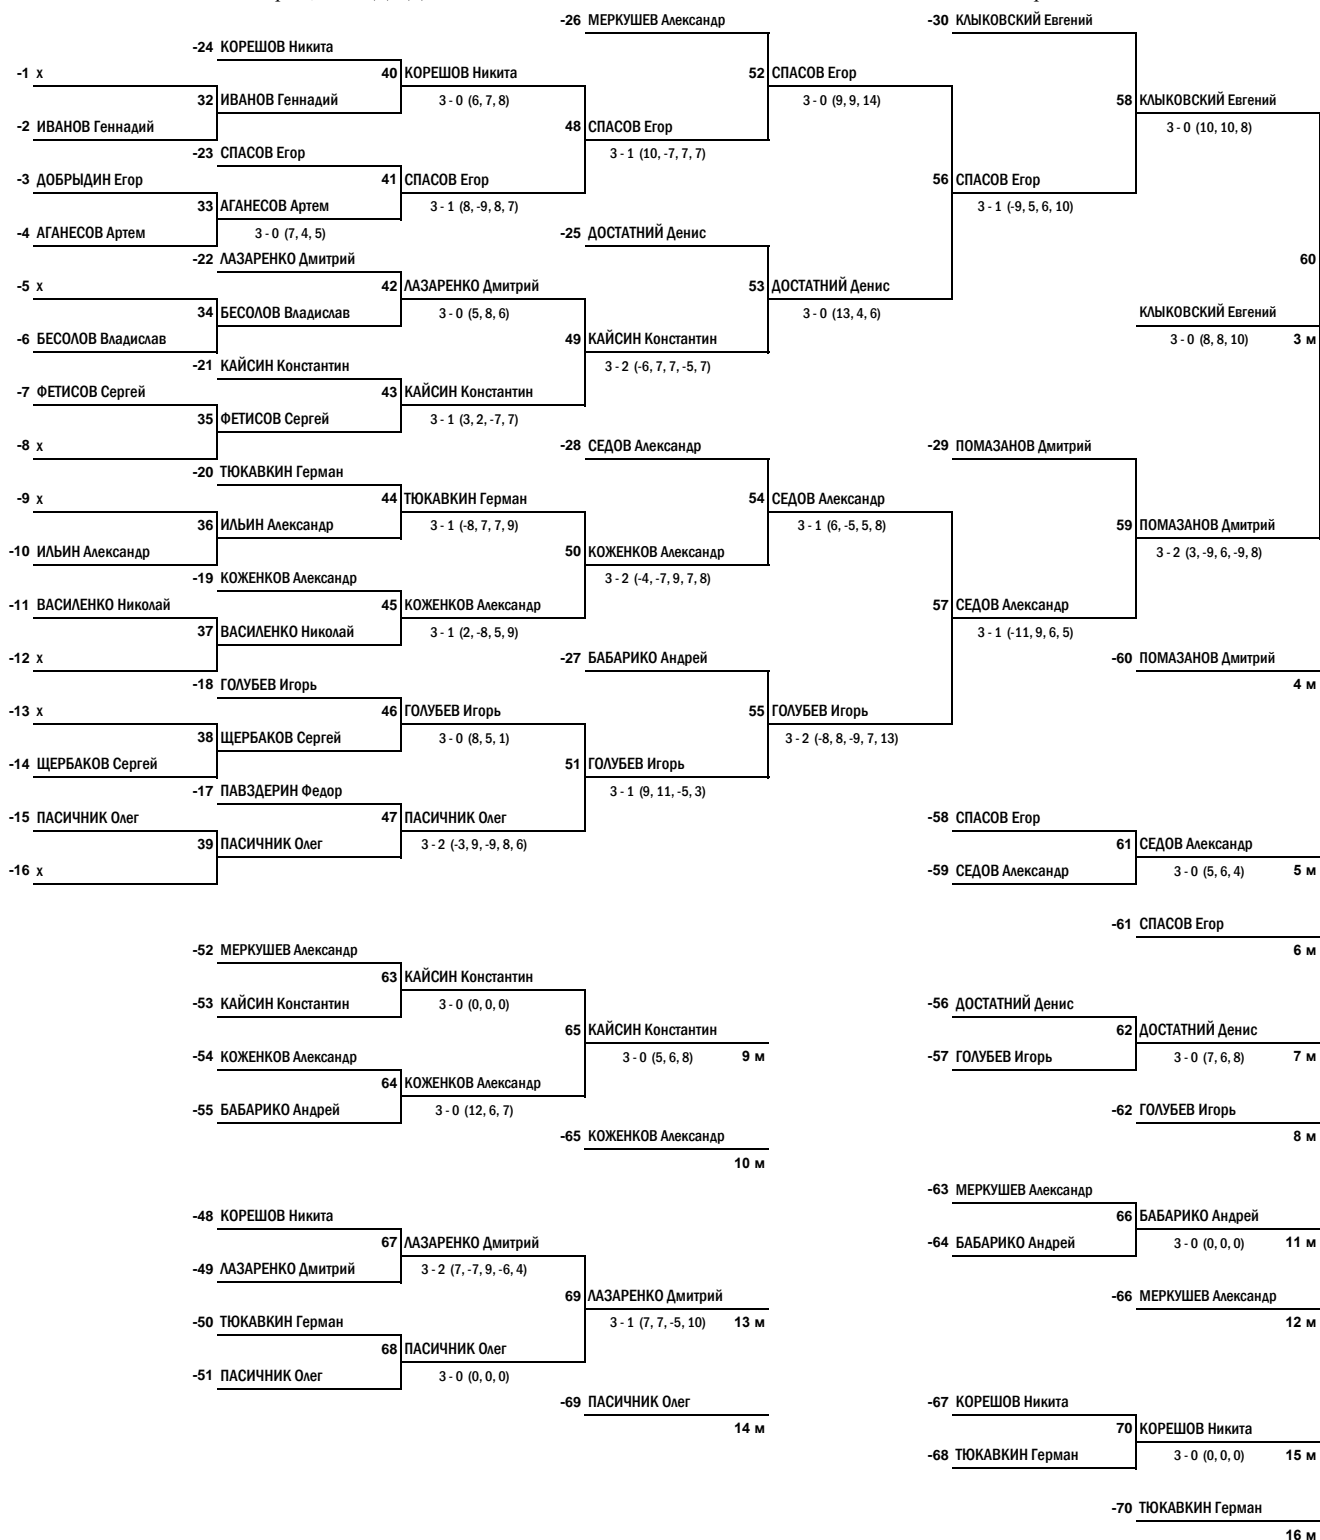 -26 МЕРКУШЕВ Александр
-30 КЛЫКОВСКИЙ Евгений
-24 КОРЕШОВ Никита
-1 x
40 КОРЕШОВ Никита
52 СПАСОВ Егор
32 ИВАНОВ Геннадий
3 - 0 (6, 7, 8)
3 - 0 (9, 9, 14)
58 КЛЫКОВСКИЙ Евгений
-2 ИВАНОВ Геннадий
48 СПАСОВ Егор
3 - 0 (10, 10, 8)
-23 СПАСОВ Егор
3 - 1 (10, -7, 7, 7)
-3 ДОБРЫДИН Егор
41 СПАСОВ Егор
56 СПАСОВ Егор
33 АГАНЕСОВ Артем
3 - 1 (8, -9, 8, 7)
3 - 1 (-9, 5, 6, 10)
-4 АГАНЕСОВ Артем
3 - 0 (7, 4, 5)
-25 ДОСТАТНИЙ Денис
-22 ЛАЗАРЕНКО Дмитрий
60
-5 x
42 ЛАЗАРЕНКО Дмитрий
53 ДОСТАТНИЙ Денис
34 БЕСОЛОВ Владислав
3 - 0 (5, 8, 6)
3 - 0 (13, 4, 6)
КЛЫКОВСКИЙ Евгений
-6 БЕСОЛОВ Владислав
49 КАЙСИН Константин
3 - 0 (8, 8, 10) 3 м
-21 КАЙСИН Константин
3 - 2 (-6, 7, 7, -5, 7)
-7 ФЕТИСОВ Сергей
43 КАЙСИН Константин
35 ФЕТИСОВ Сергей
3 - 1 (3, 2, -7, 7)
-8 x
-28 СЕДОВ Александр
-29 ПОМАЗАНОВ Дмитрий
-20 ТЮКАВКИН Герман
-9 x
44 ТЮКАВКИН Герман
54 СЕДОВ Александр
36 ИЛЬИН Александр
3 - 1 (-8, 7, 7, 9)
3 - 1 (6, -5, 5, 8)
59 ПОМАЗАНОВ Дмитрий
-10 ИЛЬИН Александр
50 КОЖЕНКОВ Александр
3 - 2 (3, -9, 6, -9, 8)
-19 КОЖЕНКОВ Александр
3 - 2 (-4, -7, 9, 7, 8)
-11 ВАСИЛЕНКО Николай
45 КОЖЕНКОВ Александр
57 СЕДОВ Александр
37 ВАСИЛЕНКО Николай
3 - 1 (2, -8, 5, 9)
3 - 1 (-11, 9, 6, 5)
-12 x
-27 БАБАРИКО Андрей
-60 ПОМАЗАНОВ Дмитрий
-18 ГОЛУБЕВ Игорь
4 м
-13 x
46 ГОЛУБЕВ Игорь
55 ГОЛУБЕВ Игорь
38 ЩЕРБАКОВ Сергей
3 - 0 (8, 5, 1)
3 - 2 (-8, 8, -9, 7, 13)
-14 ЩЕРБАКОВ Сергей
51 ГОЛУБЕВ Игорь
-17 ПАВЗДЕРИН Федор
3 - 1 (9, 11, -5, 3)
-15 ПАСИЧНИК Олег
47 ПАСИЧНИК Олег
-58 СПАСОВ Егор
39 ПАСИЧНИК Олег
3 - 2 (-3, 9, -9, 8, 6)
61 СЕДОВ Александр
-16 x
-59 СЕДОВ Александр
3 - 0 (5, 6, 4) 5 м
-61 СПАСОВ Егор
-52 МЕРКУШЕВ Александр
6 м
63 КАЙСИН Константин
-53 КАЙСИН Константин
3 - 0 (0, 0, 0)
-56 ДОСТАТНИЙ Денис
65 КАЙСИН Константин
62 ДОСТАТНИЙ Денис
-54 КОЖЕНКОВ Александр
3 - 0 (5, 6, 8) 9 м
-57 ГОЛУБЕВ Игорь
3 - 0 (7, 6, 8) 7 м
64 КОЖЕНКОВ Александр
-55 БАБАРИКО Андрей
3 - 0 (12, 6, 7)
-62 ГОЛУБЕВ Игорь
-65 КОЖЕНКОВ Александр
8 м
10 м
-63 МЕРКУШЕВ Александр
-48 КОРЕШОВ Никита
66 БАБАРИКО Андрей
67 ЛАЗАРЕНКО Дмитрий
-64 БАБАРИКО Андрей
3 - 0 (0, 0, 0) 11 м
-49 ЛАЗАРЕНКО Дмитрий
3 - 2 (7, -7, 9, -6, 4)
69 ЛАЗАРЕНКО Дмитрий
-66 МЕРКУШЕВ Александр
-50 ТЮКАВКИН Герман
3 - 1 (7, 7, -5, 10) 13 м
12 м
68 ПАСИЧНИК Олег
-51 ПАСИЧНИК Олег
3 - 0 (0, 0, 0)
-69 ПАСИЧНИК Олег
-67 КОРЕШОВ Никита
14 м
70 КОРЕШОВ Никита
-68 ТЮКАВКИН Герман
3 - 0 (0, 0, 0) 15 м
-70 ТЮКАВКИН Герман
16 м